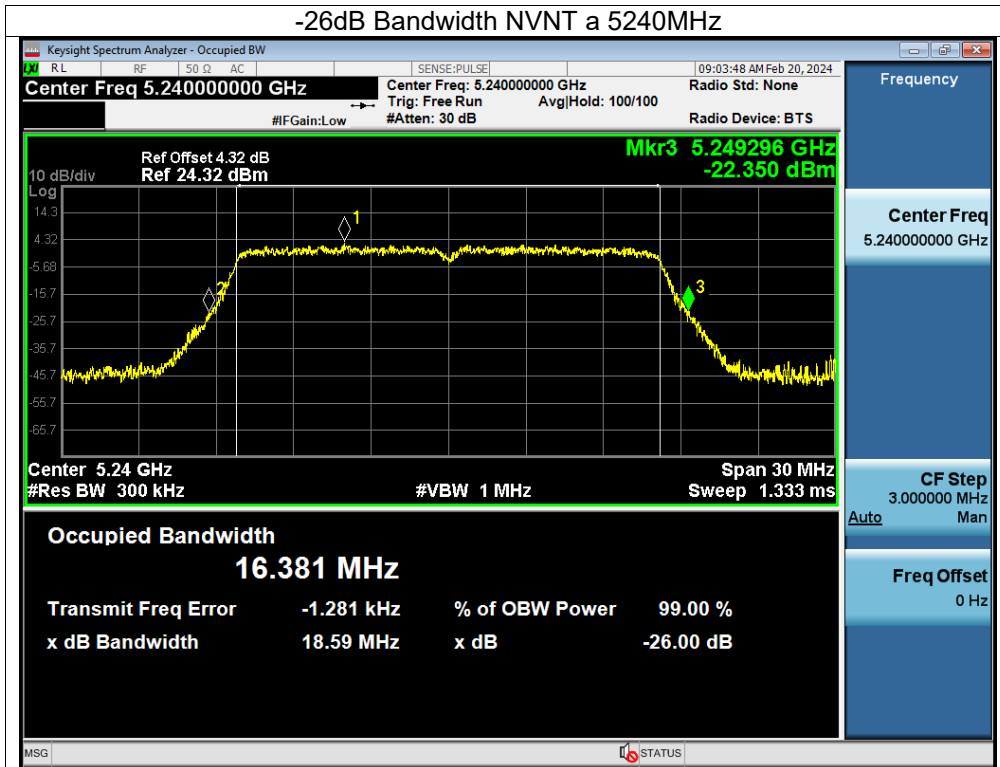 -26dB Bandwidth NVNT a 5240MHz
Keysight Spectrum Analyzer - Occupied BW
LXI RL RF 50 Ω AC SENSE:PULSE 09:03:48 AM Feb 20, 2024
Center Freq 5.240000000 GHz Center Freq: 5.240000000 GHz Radio Std: None
Trig: Free Run Avg|Hold: 100/100
#IFGain:Low #Atten: 30 dB Radio Device: BTS
Frequency
Mkr3 5.249296 GHz
-22.350 dBm
Ref Offset 4.32 dB
10 dB/div Ref 24.32 dBm
Log
14.3
4.32
-5.68
-15.7
-25.7
-35.7
-45.7
-55.7
-65.7
1
2
3
Center 5.24 GHz Span 30 MHz
#Res BW 300 kHz #VBW 1 MHz Sweep 1.333 ms
Center Freq
5.240000000 GHz
CF Step
3.000000 MHz
Auto Man
Freq Offset
0 Hz
Occupied Bandwidth
16.381 MHz
Transmit Freq Error -1.281 kHz % of OBW Power 99.00 %
x dB Bandwidth 18.59 MHz x dB -26.00 dB
MSG STATUS